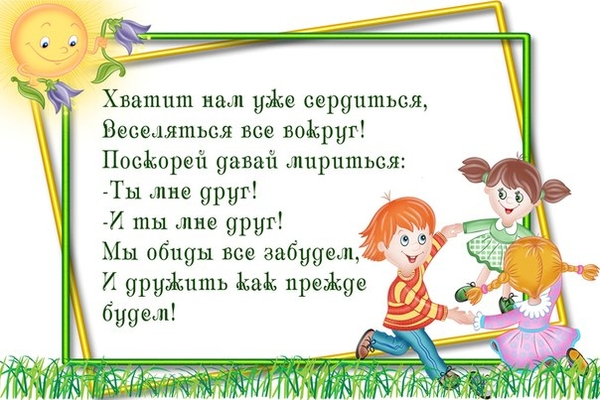 Хватит нам уже сердиться,
Веселяться все вокруг!
Поскорей давай мириться:
-Ты мне друг!
-И ты мне друг!
Мы обиды все забудем,
И дружить как прежде
будем!